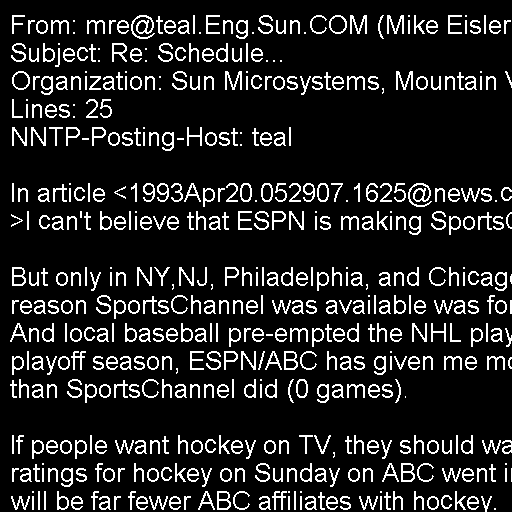 From: mre@teal.Eng.Sun.COM (Mike Eisler
Subject: Re: Schedule...
Organization: Sun Microsystems, Mountain
Lines: 25
NNTP-Posting-Host: teal

In article <1993Apr20.052907.1625@news.c
>I can't believe that ESPN is making Sports

But only in NY,NJ, Philadelphia, and Chicag
reason SportsChannel was available was for
And local baseball pre-empted the NHL play
playoff season, ESPN/ABC has given me mo
than SportsChannel did (0 games).

If people want hockey on TV, they should wa
ratings for hockey on Sunday on ABC went i
will be far fewer ABC affiliates with hockey.